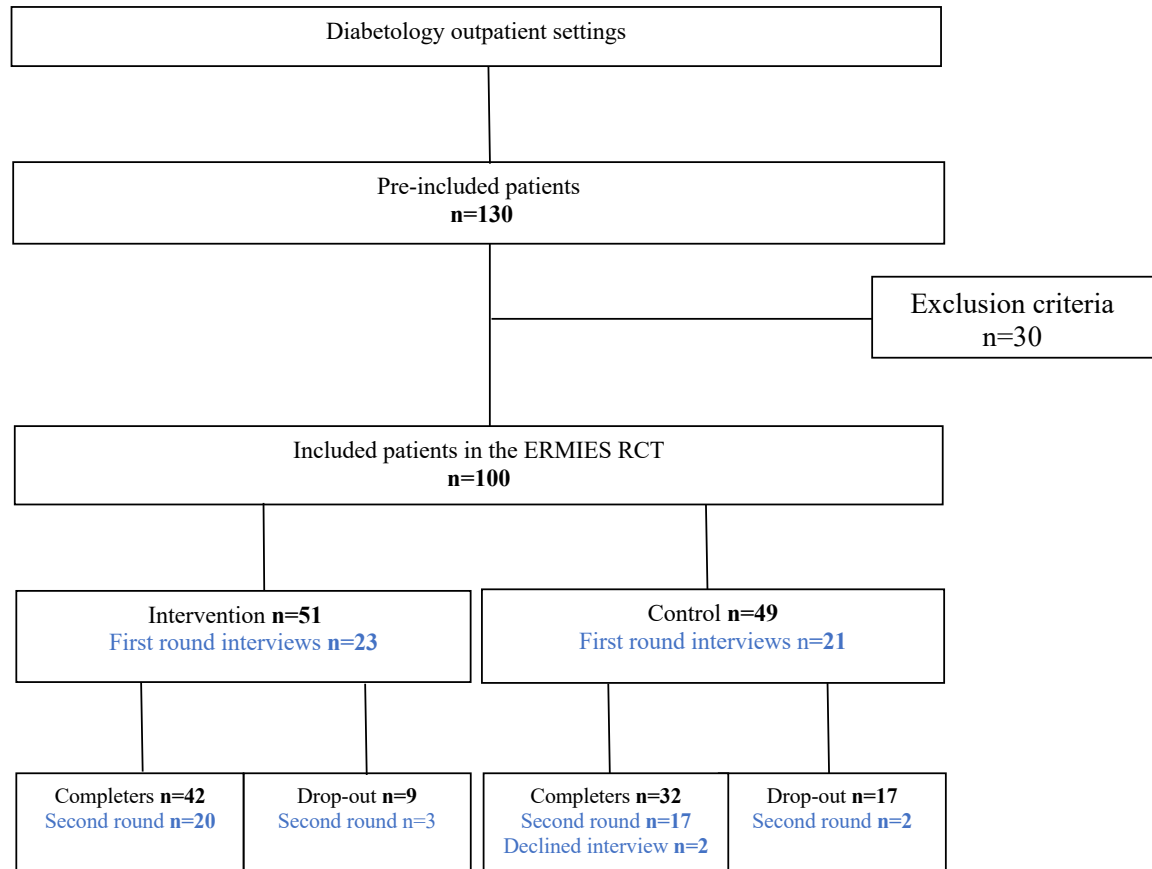 Diabetology outpatient settings
Pre-included patients
n=130
Exclusion criteria
n=30
Included patients in the ERMIES RCT
n=100
Intervention n=51
First round interviews n=23
Control n=49
First round interviews n=21
Completers n=42
Second round n=20
Drop-out n=9
Second round n=3
Completers n=32
Second round n=17
Declined interview n=2
Drop-out n=17
Second round n=2